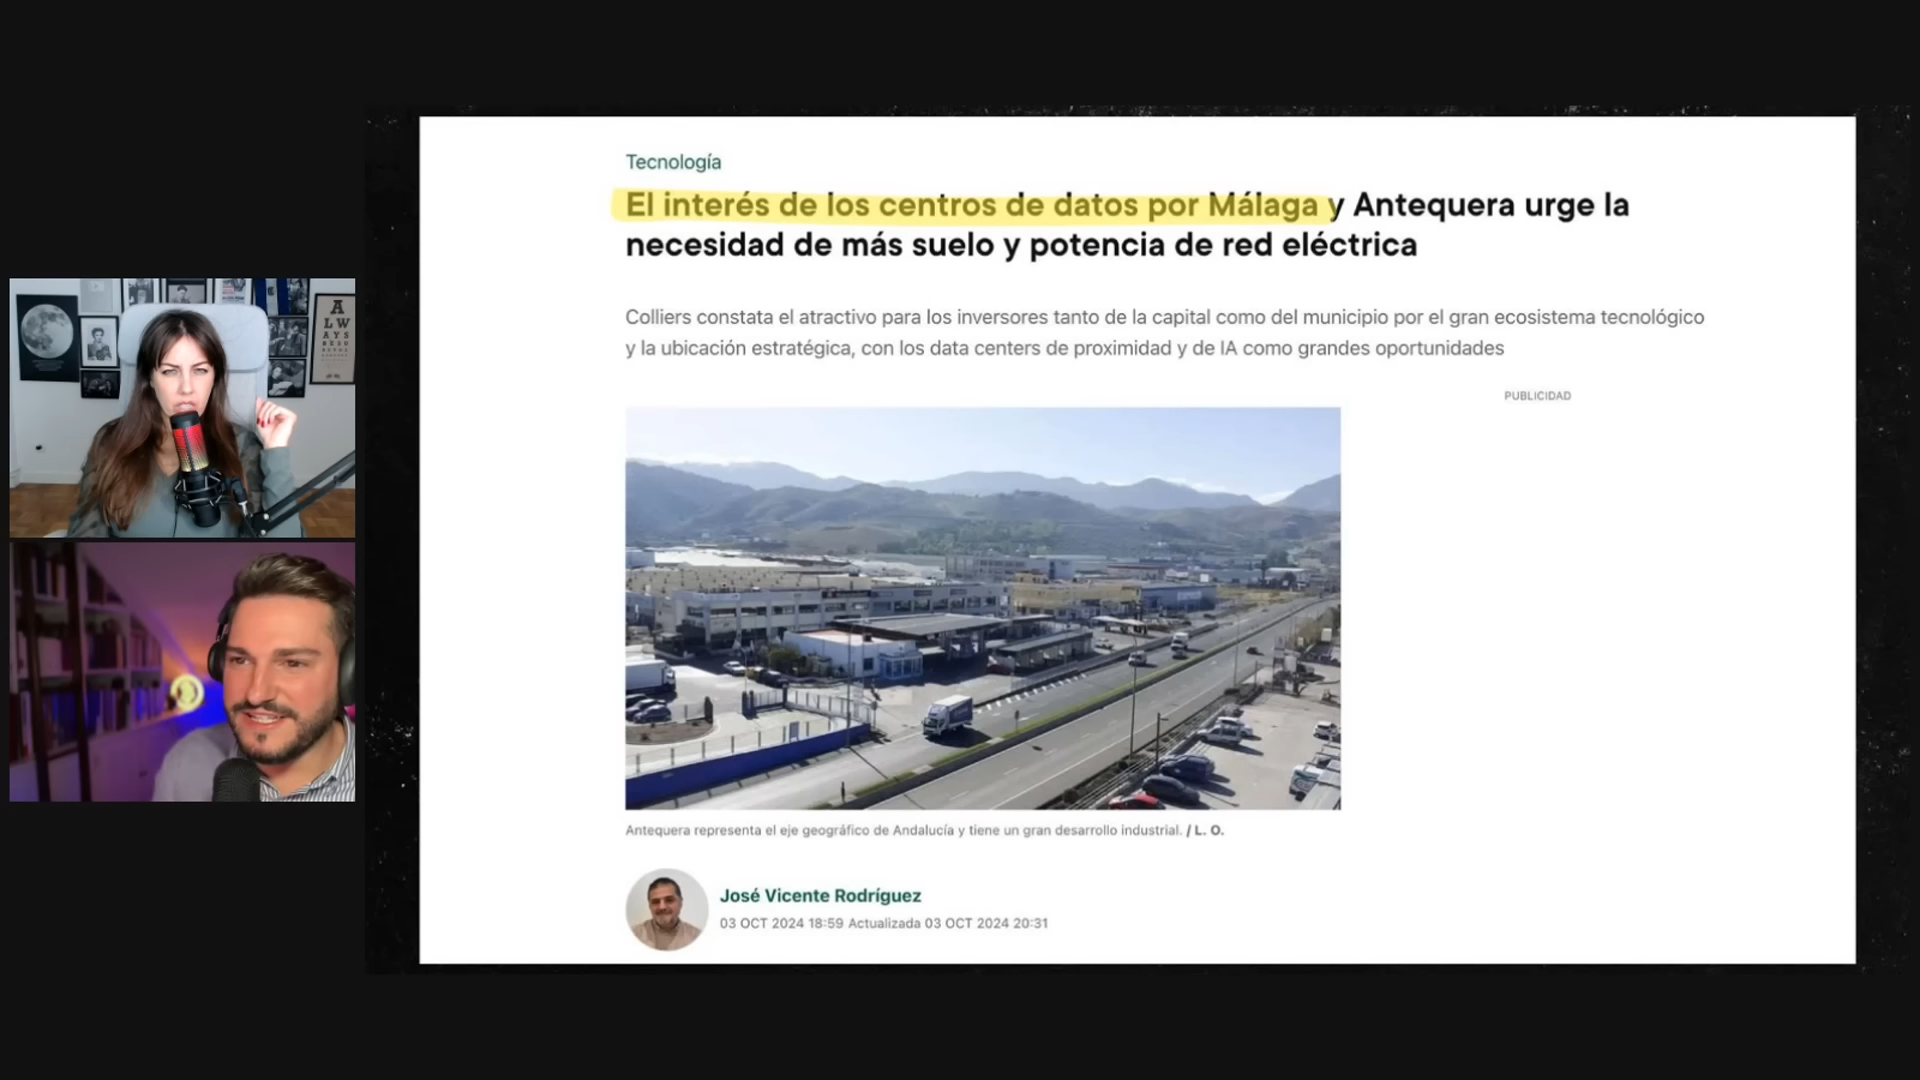 Tecnología
El interés de los centros de datos por Málaga y Antequera urge la
necesidad de más suelo y potencia de red eléctrica
Colliers constata el atractivo para los inversores tanto de la capital como del municipio por el gran ecosistema tecnológico
y la ubicación estratégica, con los data centers de proximidad y de IA como grandes oportunidades
PUBLICIDAD
Antequera representa el eje geográfico de Andalucía y tiene un gran desarrollo industrial. / L. O.
José Vicente Rodríguez
03 OCT 2024 18:59 Actualizada 03 OCT 2024 20:31
A
L W
A Y S